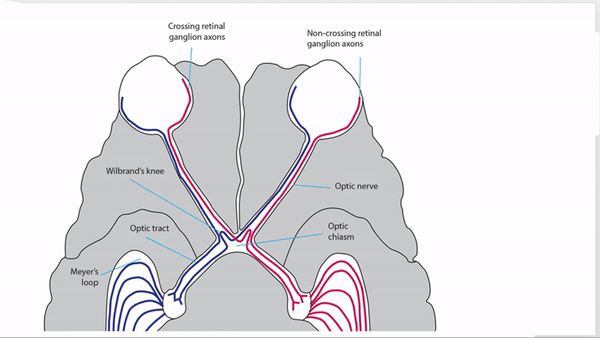 Crossing retinal
ganglion axons
Non-crossing retinal
ganglion axons
Wilbrand's knee
Optic nerve
Optic tract
Optic
chiasm
Meyer's
loop